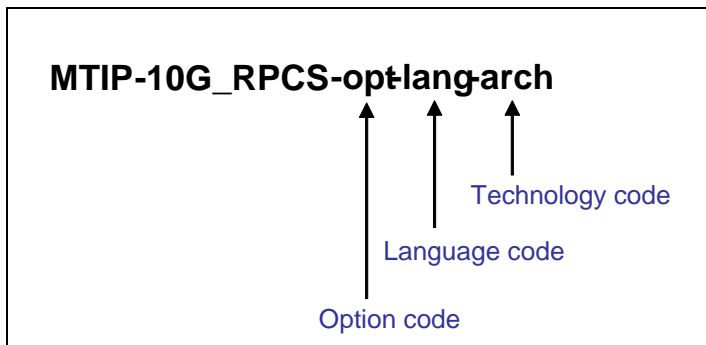 MTIP-10G_RPCS-opt-lang-arch
Technology code
Language code
Option code